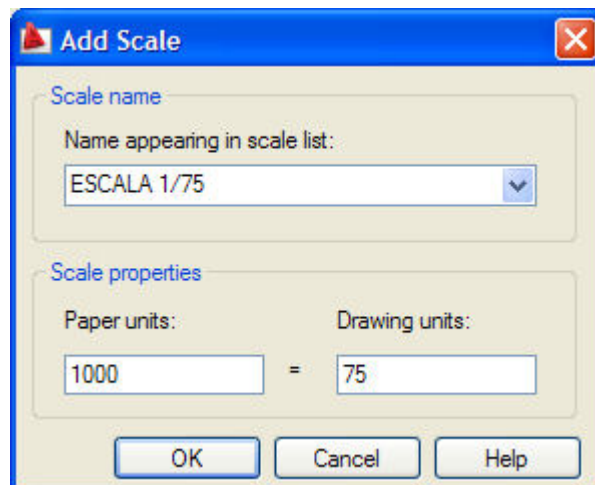 Add Scale
Scale name
Name appearing in scale list:
ESCALA 1/75
Scale properties
Paper units: Drawing units:
1000 = 75
OK Cancel Help